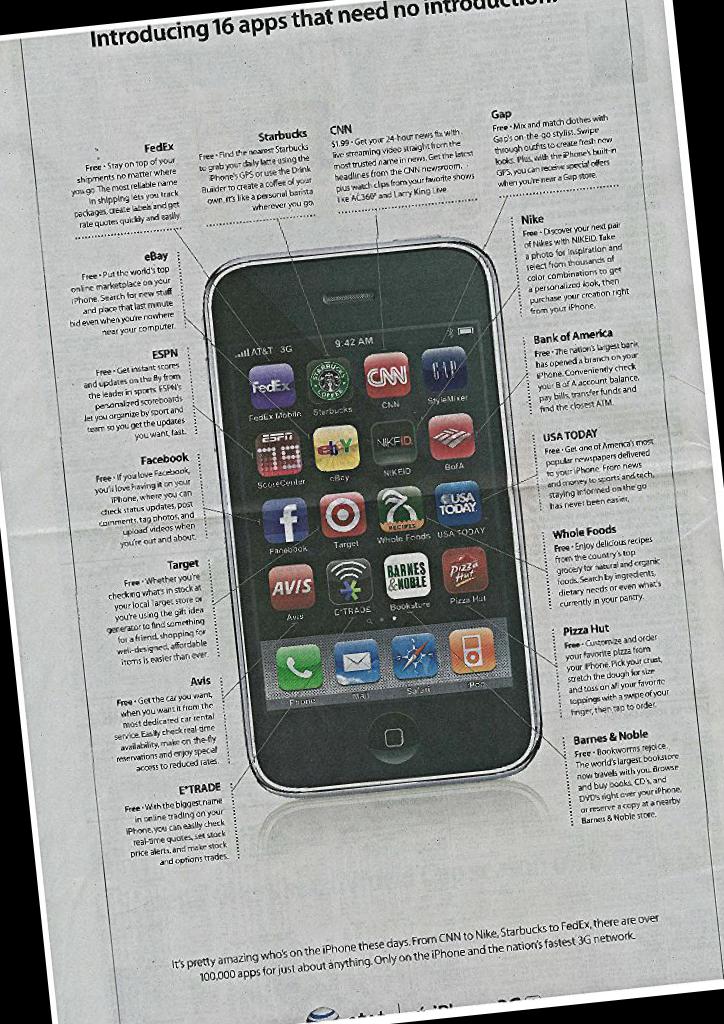 Introducing 16 apps that need no introduction.
FedEx
Free • Stay on top of your
shipments no matter where
you go. The most reliable name
in shipping lets you track
packages, create labels and get
rate quotes quickly and easily.
Starbucks
Free • Find the nearest Starbucks
to grab your daily latte using the
iPhone's GPS or use the Drink
Builder to create a coffee of your
own. It's like a personal barista
wherever you go.
CNN
$1.99 • Get your 24-hour news fix with
live streaming video straight from the
most trusted name in news. Get the latest
headlines from the CNN newsroom,
plus watch clips from your favorite shows
like AC360° and Larry King Live.
Gap
Free • Mix and match clothes with
Gap's on-the-go stylist. Swipe
through outfits to create fresh new
looks. Plus, with the iPhone's built-in
GPS, you can receive special offers
when you're near a Gap store.
eBay
Free • Put the world's top
online marketplace on your
iPhone. Search for new stuff
and place that last minute
bid even when you're nowhere
near your computer.
ESPN
Free • Get instant scores
and updates on the fly from
the leader in sports. ESPN's
personalized scoreboards
let you organize by sport and
team so you get the updates
you want, fast.
Facebook
Free • If you love Facebook,
you'll love having it on your
iPhone, where you can
check status updates, post
comments, tag photos, and
upload videos when
you're out and about.
Target
Free • Whether you're
checking what's in stock at
your local Target store or
you're using the gift idea
generator to find something
for a friend, shopping for
well-designed, affordable
items is easier than ever.
Avis
Free • Get the car you want,
when you want it from the
most dedicated car rental
service. Easily check real-time
availability, make on-the-fly
reservations and enjoy special
access to reduced rates.
E*TRADE
Free • With the biggest name
in online trading on your
iPhone, you can easily check
real-time quotes, set stock
price alerts, and make stock
and options trades.
AT&T 3G 9:42 AM
FedEx STARBUCKS COFFEE CNN GAP
FedEx Mobile Starbucks CNN StyleMixer
ESPN eBY NIKEiD
ScoreCenter eBay NIKEiD BofA
f RECIPES USA TODAY
Facebook Target Whole Foods USA TODAY
AVIS BARNES &NOBLE Pizza Hut
Avis E*TRADE Bookstore Pizza Hut
Phone Mail Safari iPod
Nike
Free • Discover your next pair
of Nikes with NIKEiD. Take
a photo for inspiration and
select from thousands of
color combinations to get
a personalized look, then
purchase your creation right
from your iPhone.
Bank of America
Free • The nation's largest bank
has opened a branch on your
iPhone. Conveniently check
your B of A account balance,
pay bills, transfer funds and
find the closest ATM.
USA TODAY
Free • Get one of America's most
popular newspapers delivered
to your iPhone. From news
and money to sports and tech,
staying informed on the go
has never been easier.
Whole Foods
Free • Enjoy delicious recipes
from the country's top
grocery for natural and organic
foods. Search by ingredients,
dietary needs or even what's
currently in your pantry.
Pizza Hut
Free • Customize and order
your favorite pizza from
your iPhone. Pick your crust,
stretch the dough for size
and toss on all your favorite
toppings with a swipe of your
finger, then tap to order.
Barnes & Noble
Free • Bookworms rejoice.
The world's largest bookstore
now travels with you. Browse
and buy books, CD's, and
DVD's right over your iPhone,
or reserve a copy at a nearby
Barnes & Noble store.
It's pretty amazing who's on the iPhone these days. From CNN to Nike, Starbucks to FedEx, there are over
100,000 apps for just about anything. Only on the iPhone and the nation's fastest 3G network.